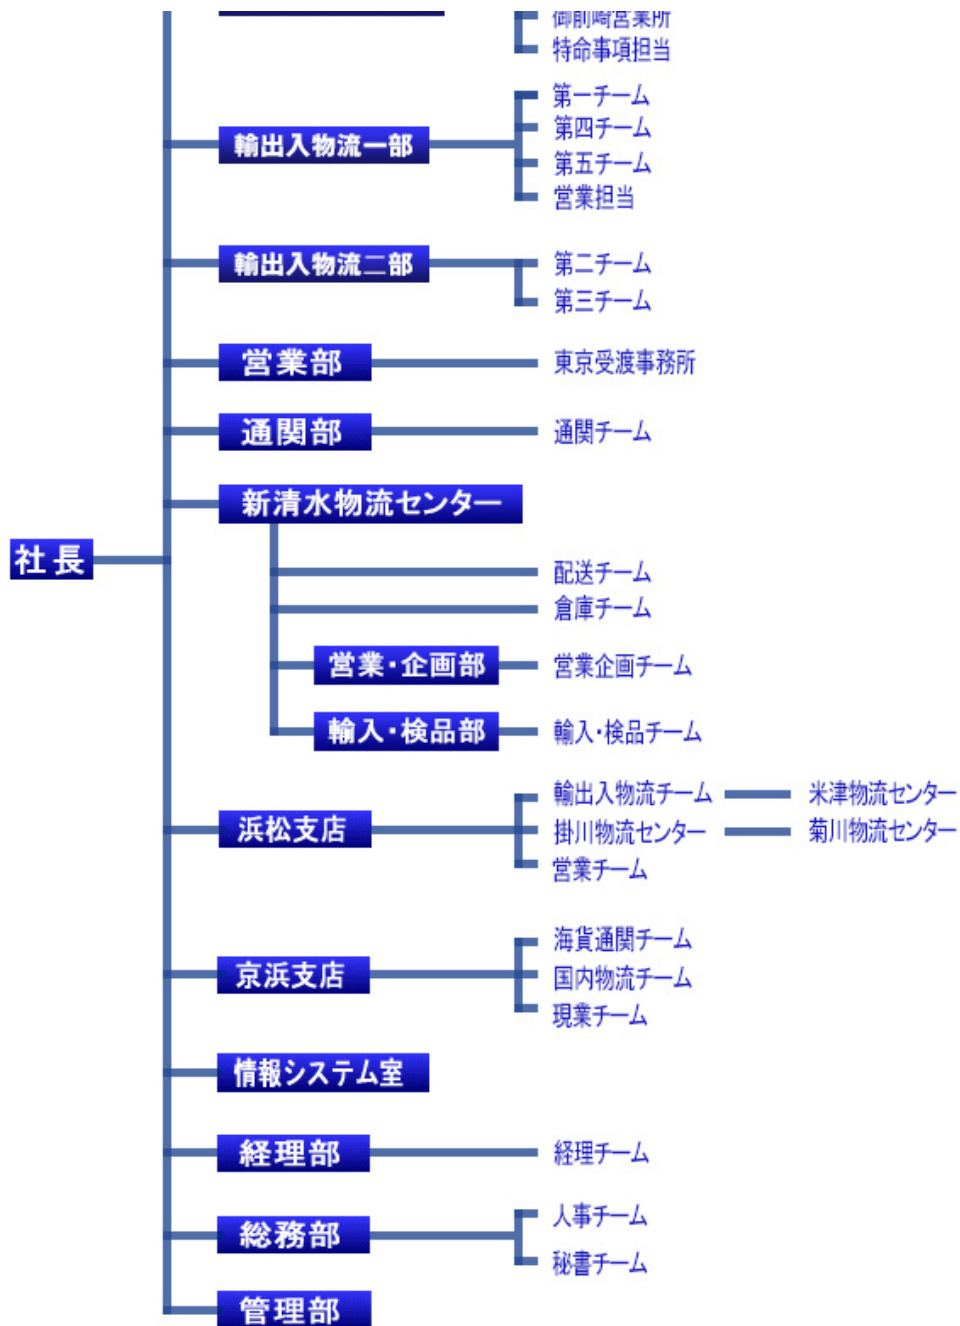 御前崎営業所
特命事項担当
輸出入物流一部
第一チーム
第四チーム
第五チーム
営業担当
輸出入物流二部
第二チーム
第三チーム
営業部
東京受渡事務所
通関部
通関チーム
新清水物流センター
社長
配送チーム
倉庫チーム
営業・企画部
営業企画チーム
輸入・検品部
輸入・検品チーム
浜松支店
輸出入物流チーム
米津物流センター
掛川物流センター
菊川物流センター
営業チーム
京浜支店
海貨通関チーム
国内物流チーム
現業チーム
情報システム室
経理部
経理チーム
総務部
人事チーム
秘書チーム
管理部